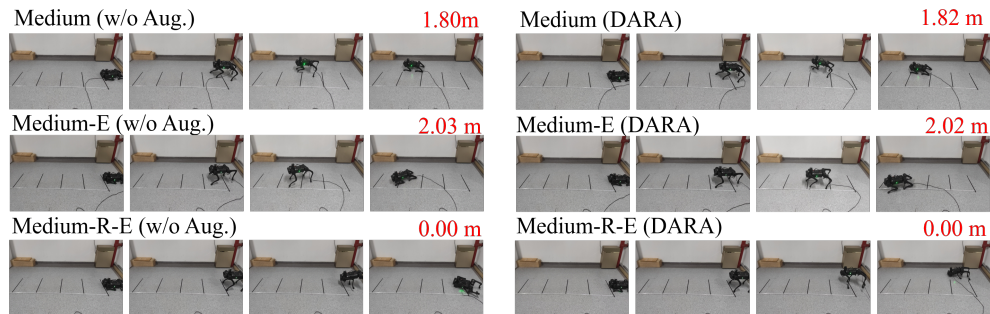 Medium (w/o Aug.) 1.80m
Medium (DARA) 1.82 m
Medium-E (w/o Aug.) 2.03 m
Medium-E (DARA) 2.02 m
Medium-R-E (w/o Aug.) 0.00 m
Medium-R-E (DARA) 0.00 m